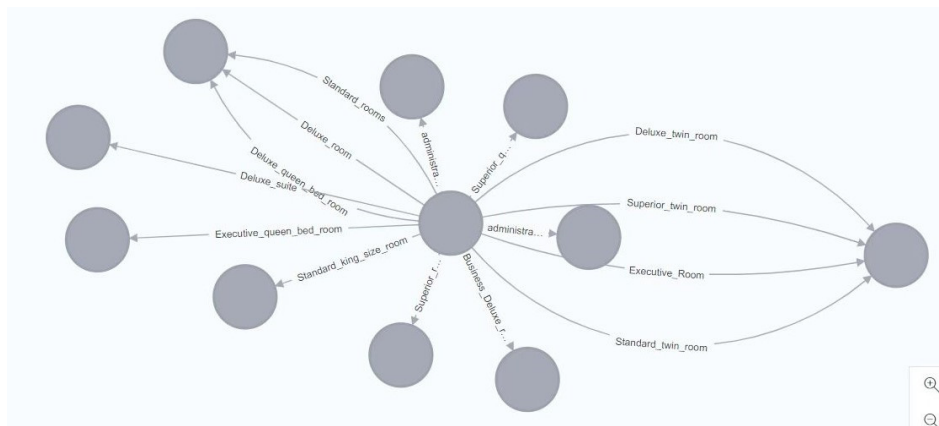 Standard_rooms
Deluxe_room
Deluxe_queen_bed_room
Deluxe_suite
Executive_queen_bed_room
Standard_king_size_room
administra...
Superior_q...
Deluxe_twin_room
Superior_twin_room
administra...
Executive_Room
Standard_twin_room
Superior_r...
Business_Deluxe_r...